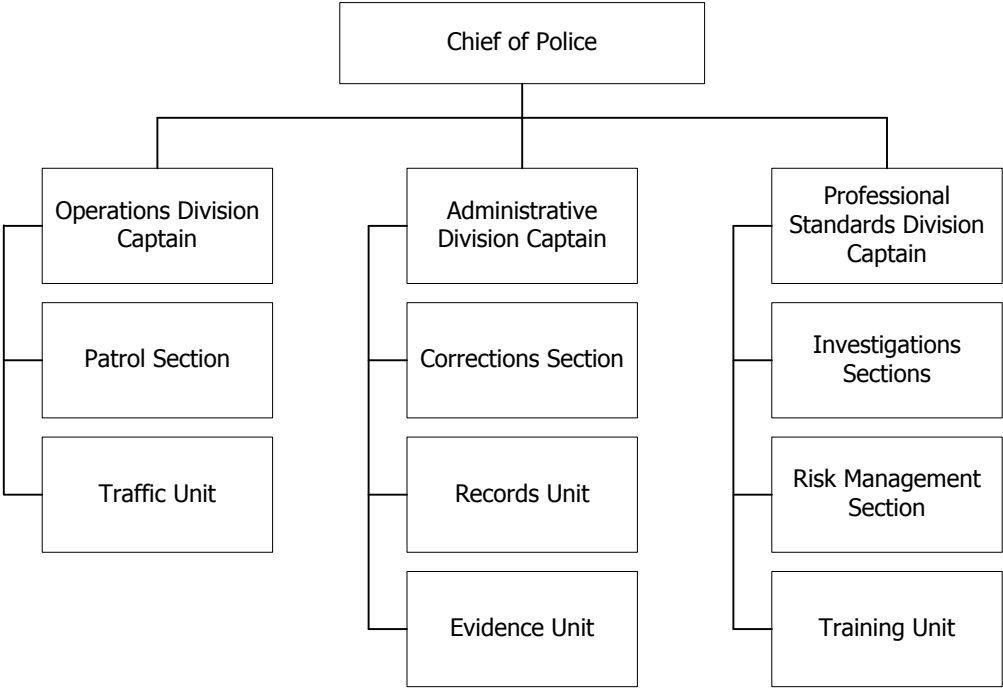 Chief of Police
Operations Division
Captain
Administrative
Division Captain
Professional
Standards Division
Captain
Patrol Section
Corrections Section
Investigations
Sections
Traffic Unit
Records Unit
Risk Management
Section
Evidence Unit
Training Unit